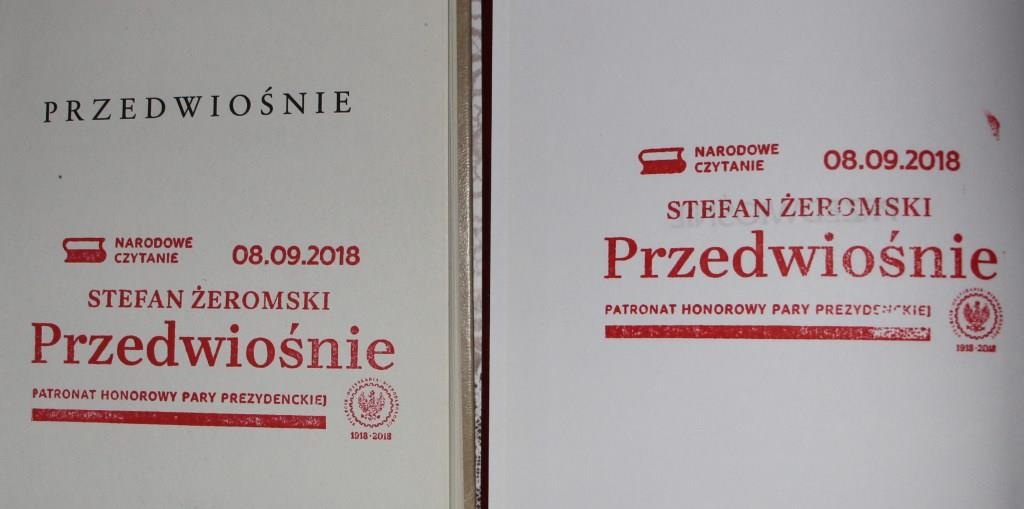 PRZEDWIOŚNIE
NARODOWE
CZYTANIE
08.09.2018
STEFAN ŻEROMSKI
Przedwiośnie
PATRONAT HONOROWY PARY PREZYDENCKIEJ
1918-2018
NARODOWE
CZYTANIE
08.09.2018
STEFAN ŻEROMSKI
Przedwiośnie
PATRONAT HONOROWY PARY PREZYDENCKIEJ
1918-2018